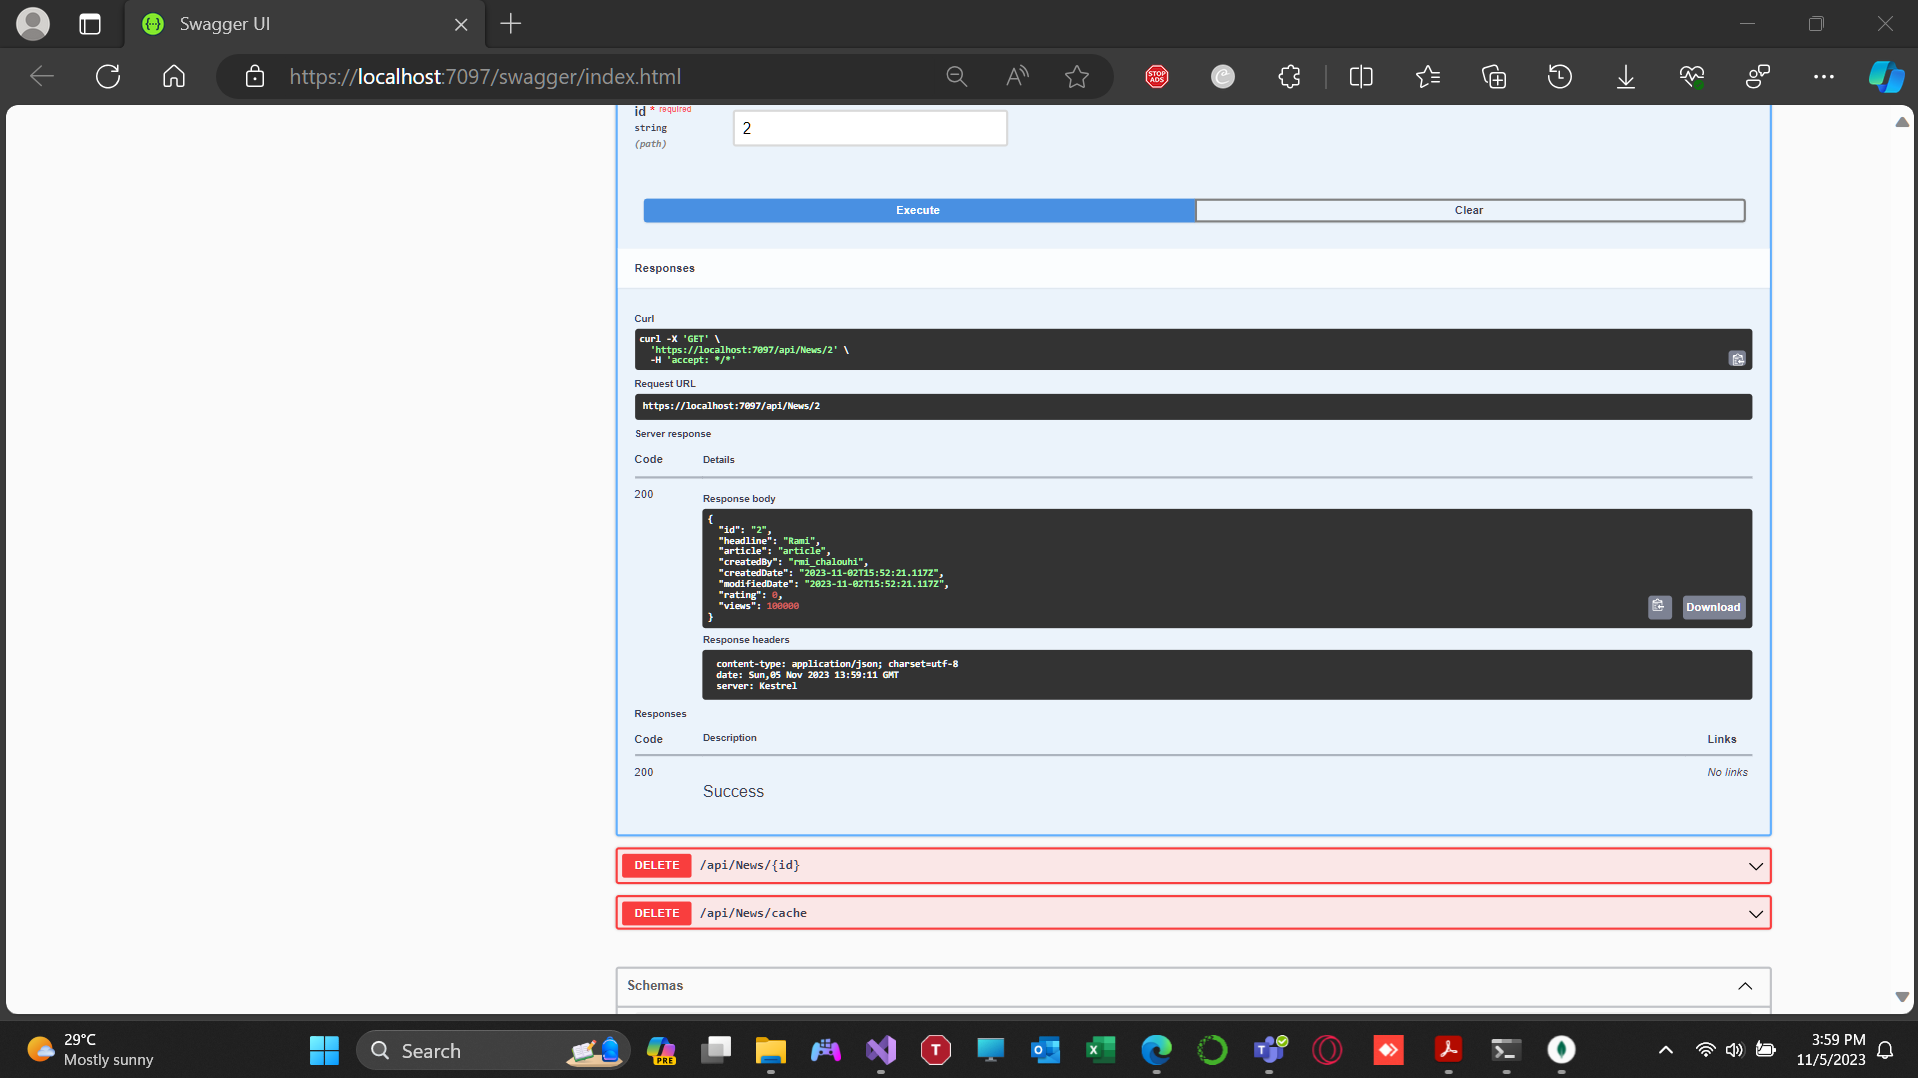 Swagger UI
https://localhost:7097/swagger/index.html
STOP ADS
id * required
string
(path)
2
Execute
Clear
Responses
Curl
curl -X 'GET' \
'https://localhost:7097/api/News/2' \
-H 'accept: */*'
Request URL
https://localhost:7097/api/News/2
Server response
Code Details
200
Response body
{
"id": "2",
"headline": "Rami",
"article": "article",
"createdBy": "rmi_chalouhi",
"createdDate": "2023-11-02T15:52:21.117Z",
"modifiedDate": "2023-11-02T15:52:21.117Z",
"rating": 0,
"views": 100000
}
Download
Response headers
content-type: application/json; charset=utf-8
date: Sun,05 Nov 2023 13:59:11 GMT
server: Kestrel
Responses
Code Description Links
200 No links
Success
DELETE /api/News/{id}
DELETE /api/News/cache
Schemas
29°C
Mostly sunny
Search
PRE
3:59 PM
11/5/2023